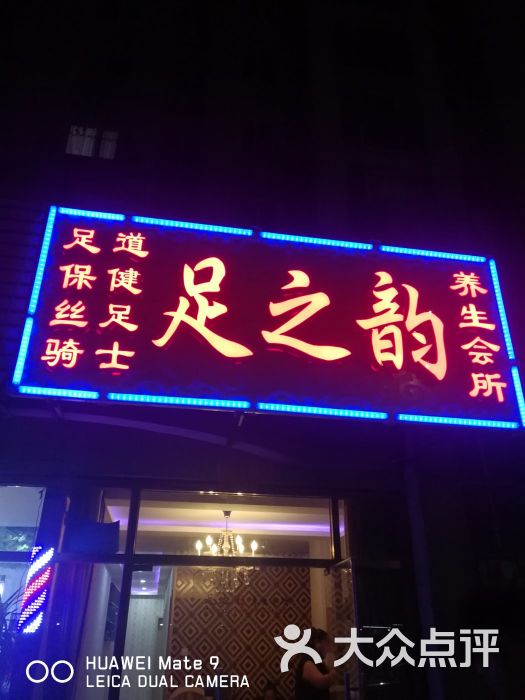 足之韵
足道
保健
丝足
骑士
养生会所
HUAWEI Mate 9
LEICA DUAL CAMERA
大众点评